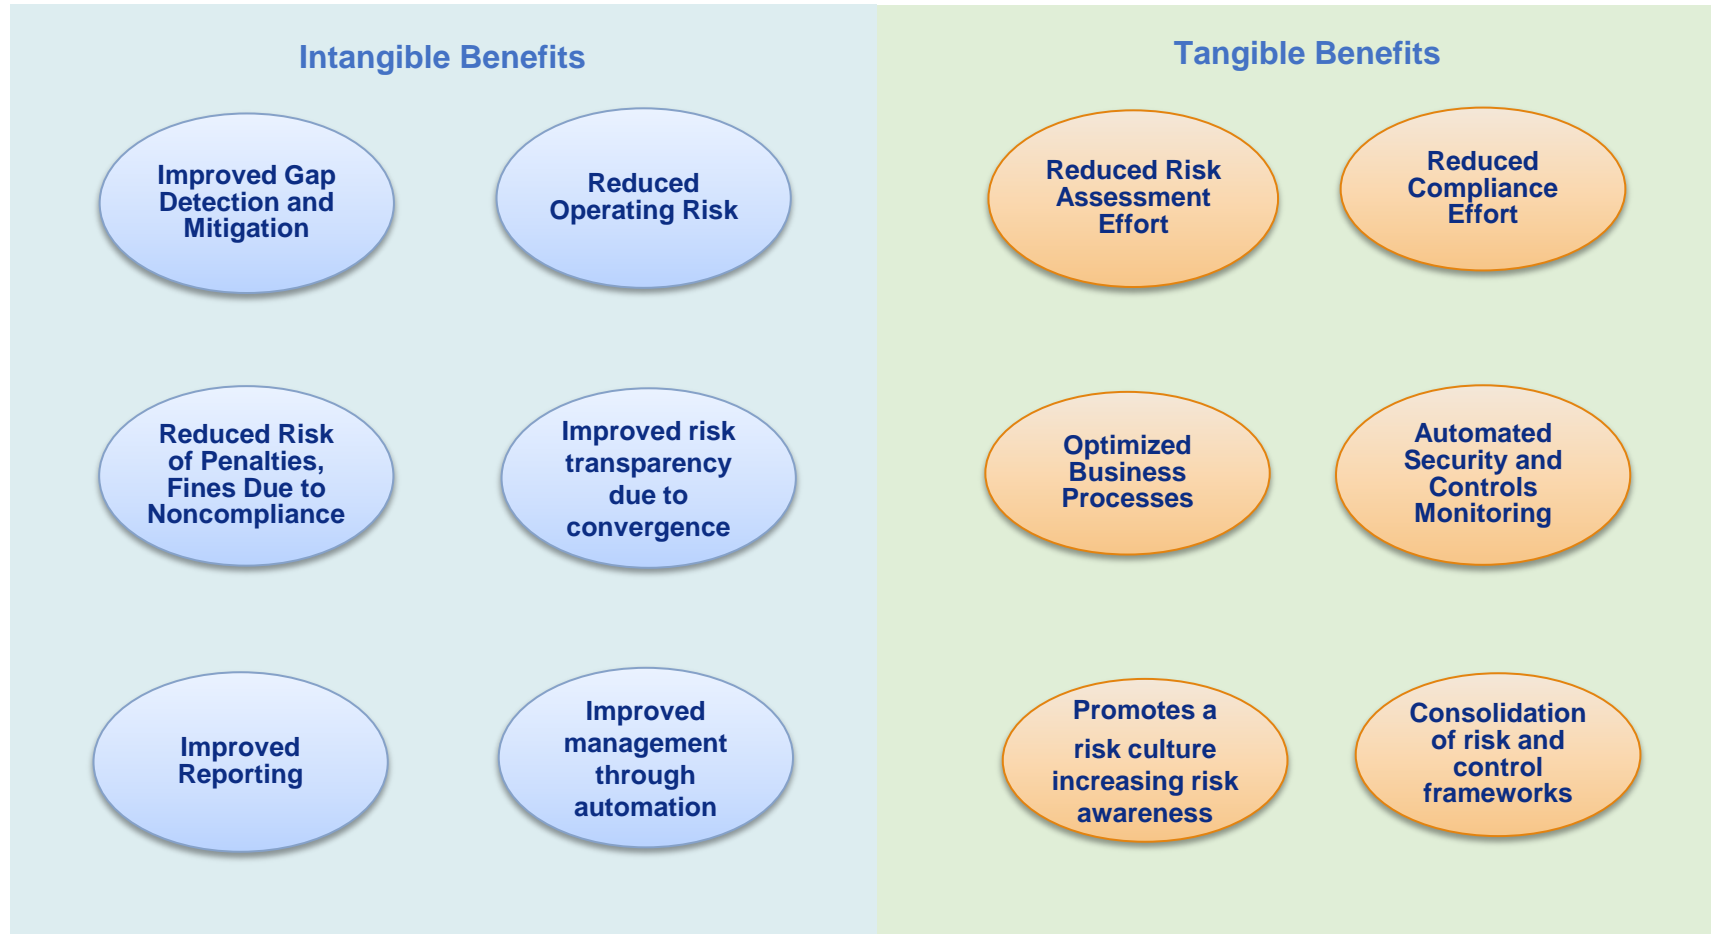 Intangible Benefits
Improved Gap
Detection and
Mitigation
Reduced
Operating Risk
Reduced Risk
of Penalties,
Fines Due to
Noncompliance
Improved risk
transparency
due to
convergence
Improved
Reporting
Improved
management
through
automation
Tangible Benefits
Reduced Risk
Assessment
Effort
Reduced
Compliance
Effort
Optimized
Business
Processes
Automated
Security and
Controls
Monitoring
Promotes a
risk culture
increasing risk
awareness
Consolidation
of risk and
control
frameworks